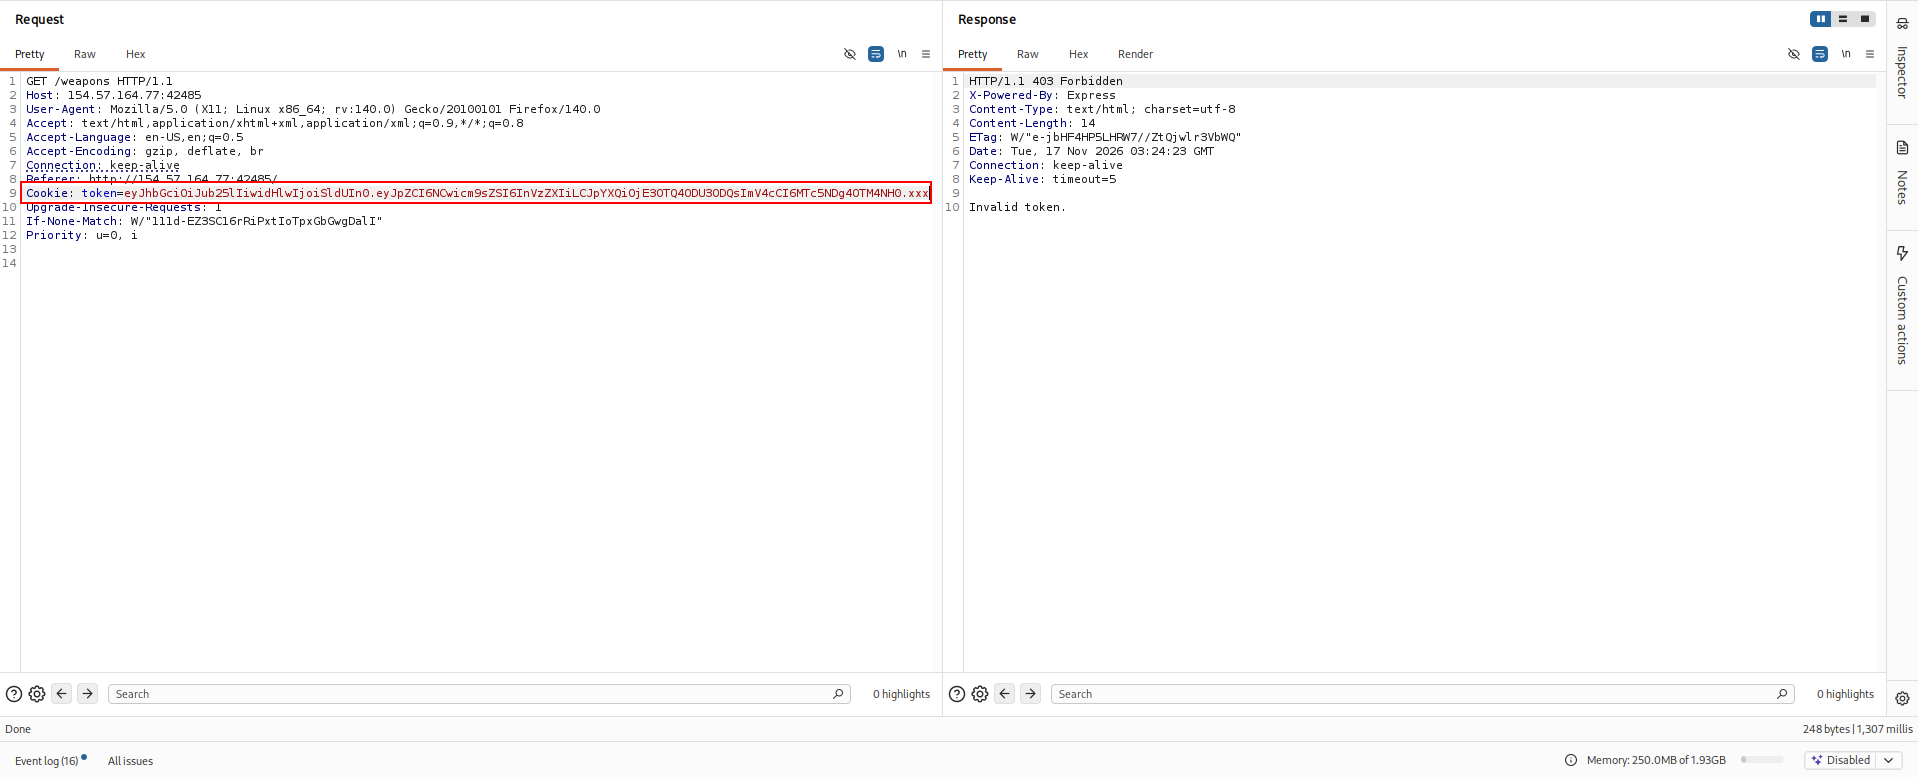 Request
Pretty Raw Hex
\n
1 GET /weapons HTTP/1.1
2 Host: 154.57.164.77:42485
3 User-Agent: Mozilla/5.0 (X11; Linux x86_64; rv:140.0) Gecko/20100101 Firefox/140.0
4 Accept: text/html,application/xhtml+xml,application/xml;q=0.9,*/*;q=0.8
5 Accept-Language: en-US,en;q=0.5
6 Accept-Encoding: gzip, deflate, br
7 Connection: keep-alive
8 Referer: http://154.57.164.77:42485/
9 Cookie: token=eyJhbGciOiJub25lIiwidHlwIjoiSldUIn0.eyJpZCI6NCwicm9sZSI6InVzZXIiLCJpYXQiOjE3OTQ4ODU3ODQsImV4cCI6MTc5NDg4OTM4NH0.xxx
10 Upgrade-Insecure-Requests: 1
11 If-None-Match: W/"111d-EZ3SC16rRiPxtIoTpxGbGwgDalI"
12 Priority: u=0, i
13
14
Search
0 highlights
Response
Pretty Raw Hex Render
\n
1 HTTP/1.1 403 Forbidden
2 X-Powered-By: Express
3 Content-Type: text/html; charset=utf-8
4 Content-Length: 14
5 ETag: W/"e-jbHF4HP5LHRW7//ZtQjwlr3VbWQ"
6 Date: Tue, 17 Nov 2026 03:24:23 GMT
7 Connection: keep-alive
8 Keep-Alive: timeout=5
9
10 Invalid token.
Search
0 highlights
Inspector
Notes
Custom actions
Done
248 bytes | 1,307 millis
Event log (16) All issues
Memory: 250.0MB of 1.93GB
Disabled